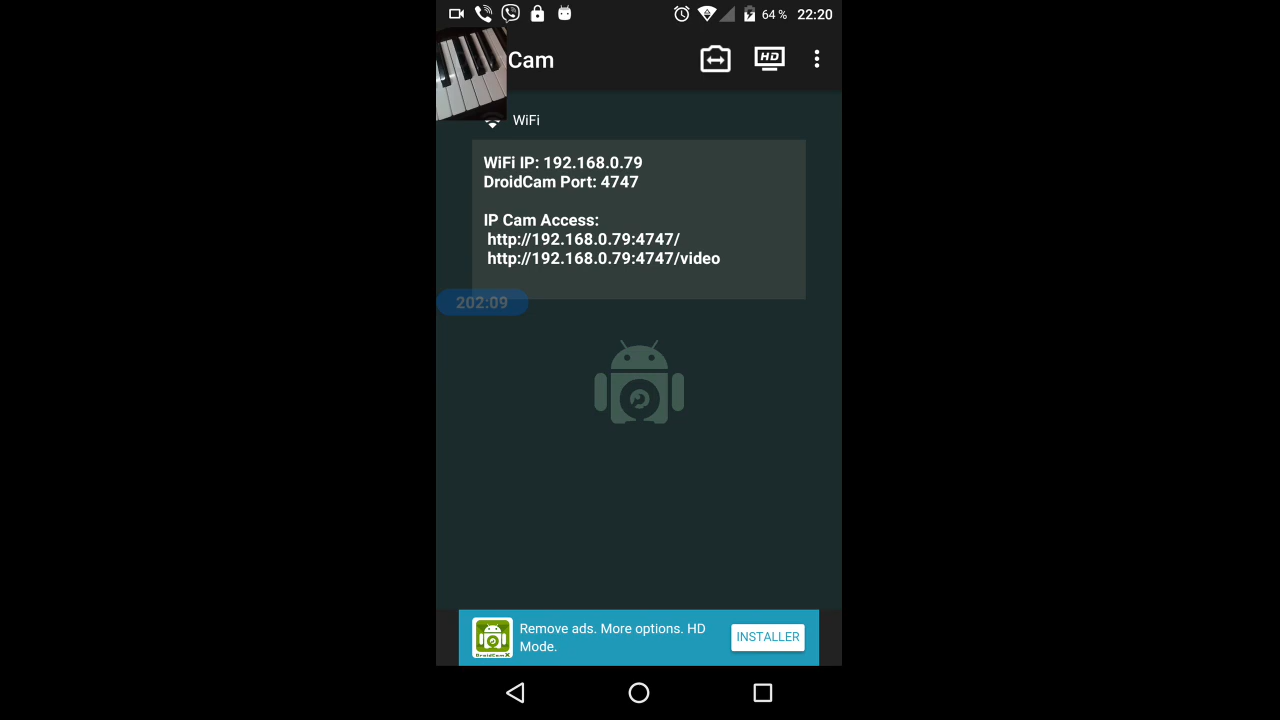 64 % 22:20
Cam
HD
WiFi
WiFi IP: 192.168.0.79
DroidCam Port: 4747
IP Cam Access:
http://192.168.0.79:4747/
http://192.168.0.79:4747/video
202:09
Remove ads. More options. HD
Mode.
INSTALLER
DroidCamX